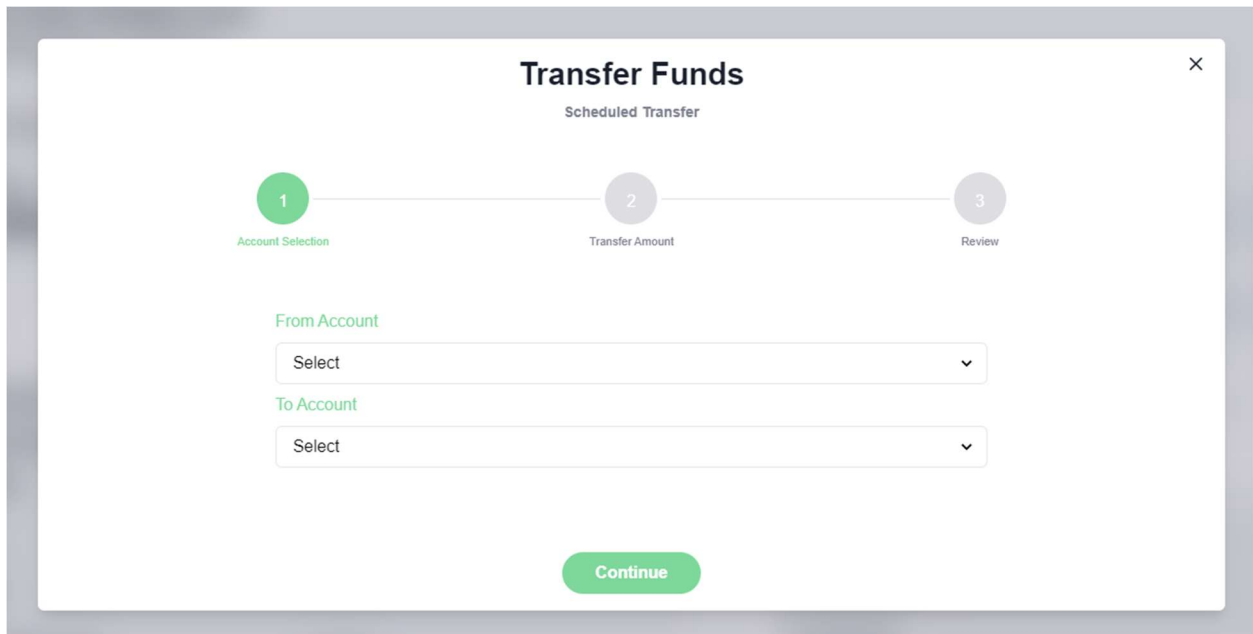 Transfer Funds
Scheduled Transfer
1
2
3
Account Selection
Transfer Amount
Review
From Account
Select
To Account
Select
Continue